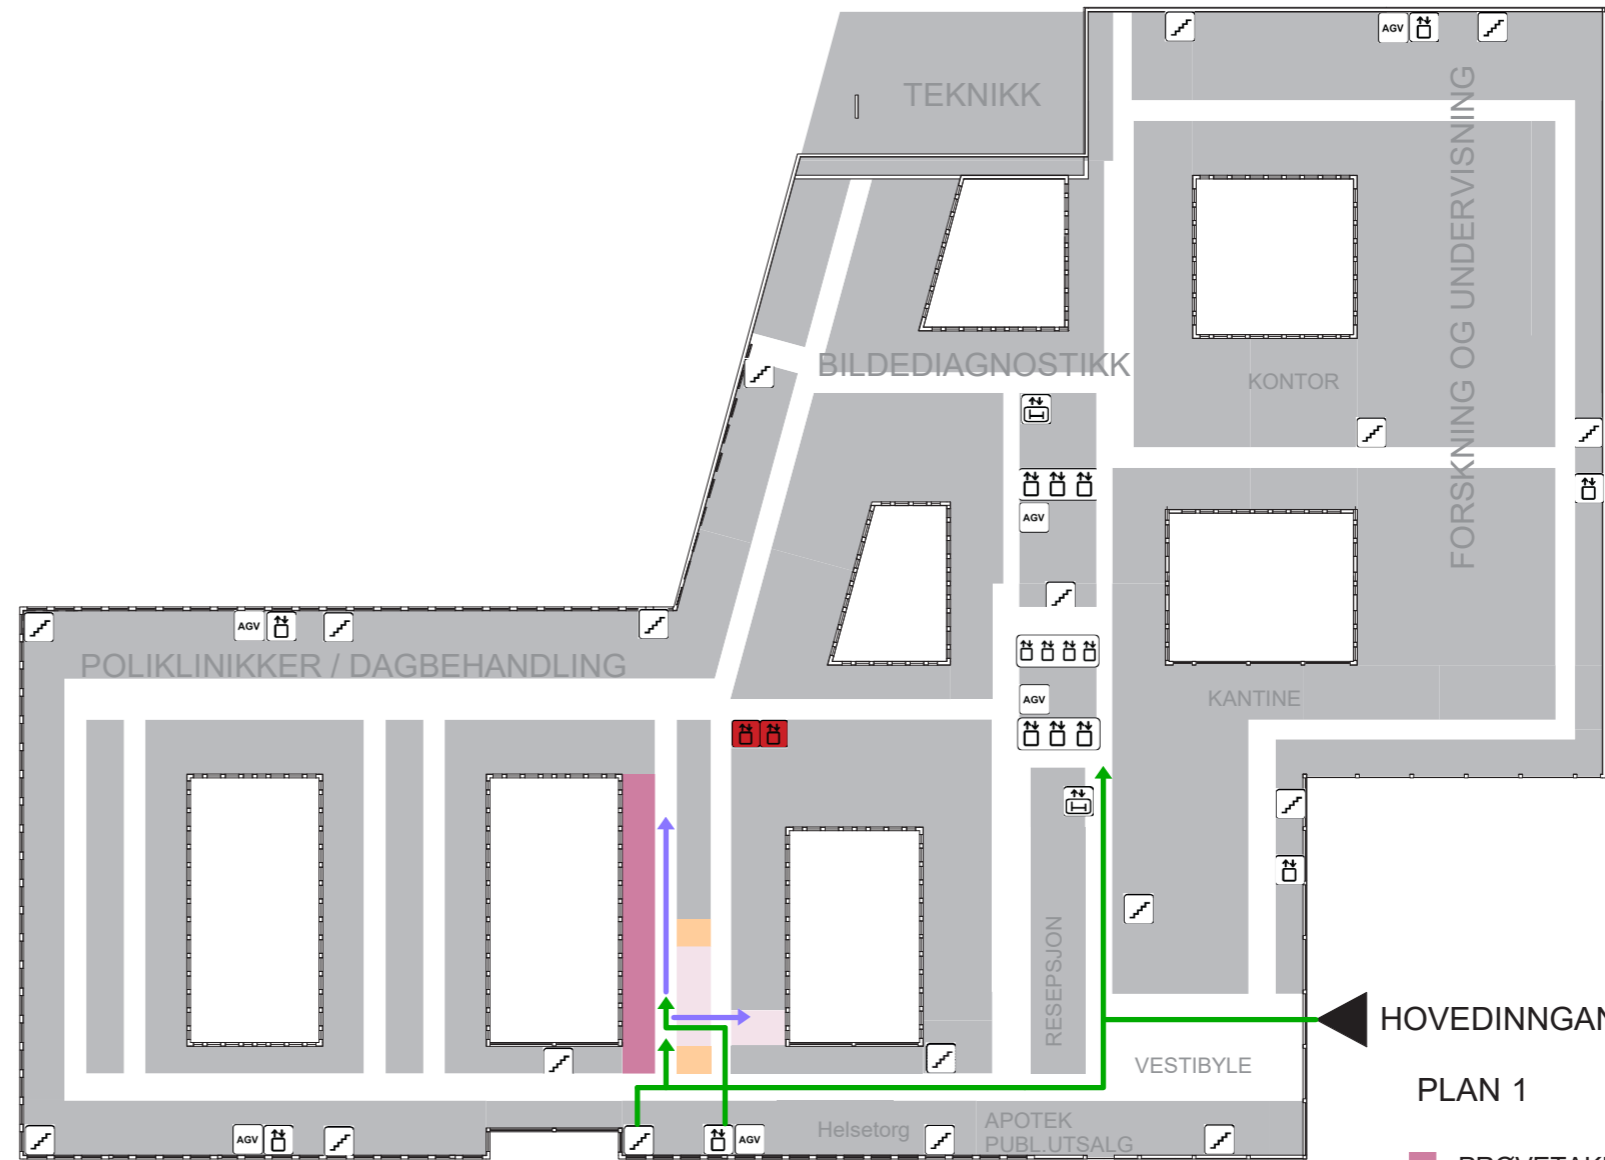 AGV
TEKNIKK
FORSKNING OG UNDERVISNING
BILDEDIAGNOSTIKK
KONTOR
AGV
AGV
POLIKLINIKKER / DAGBEHANDLING
KANTINE
AGV
RESEPSJON
HOVEDINNGAN
VESTIBYLE
PLAN 1
AGV
AGV
Helsetorg
APOTEK
PUBL.UTSALG